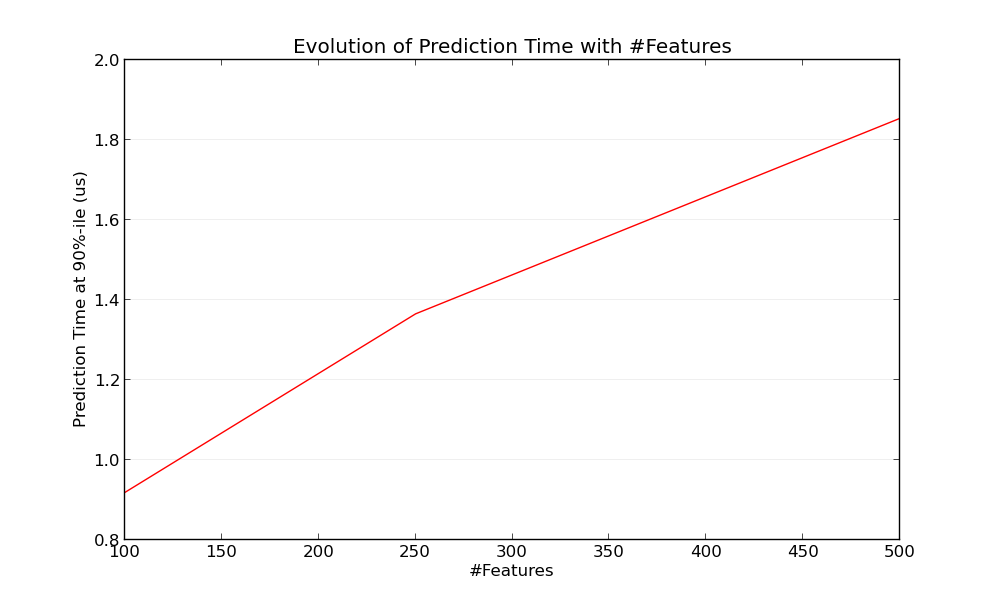 Evolution of Prediction Time with #Features
2.0
1.8
1.6
1.4
1.2
1.0
0.8
Prediction Time at 90%-ile (us)
100 150 200 250 300 350 400 450 500
#Features